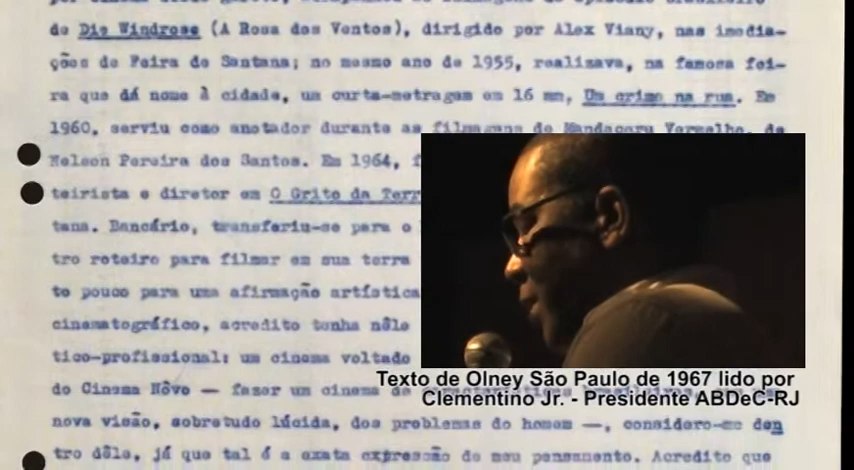 de Die Windrose (A Rosa dos Ventos), dirigido por Alex Viany, nas imedia-
ções de Feira de Santana; no mesmo ano de 1955, realizava, na famosa fei-
ra que dá nome à cidade, um curta-metragem em 16 mm, Um crime na rua. Em
1960, serviu como anotador durante as filmagens de Mandacaru Vermelho, de
Nelson Pereira dos Santos. Em 1964, f
teirista e diretor em O Grito da Terr
tana. Bancário, transferiu-se para o
tro roteiro para filmar em sua terra
to pouco para uma afirmação artística
cinematográfico, acredito tenha nêle
tico-profissional: um cinema voltado
Texto de Olney São Paulo de 1967 lido por
Clementino Jr. - Presidente ABDeC-RJ
do Cinema Nôvo — fazer um cinema de
nova visão, sobretudo lúcida, dos problemas do homem —, considero-me den
tro dêle, já que tal é a exata expressão do meu pensamento. Acredito que